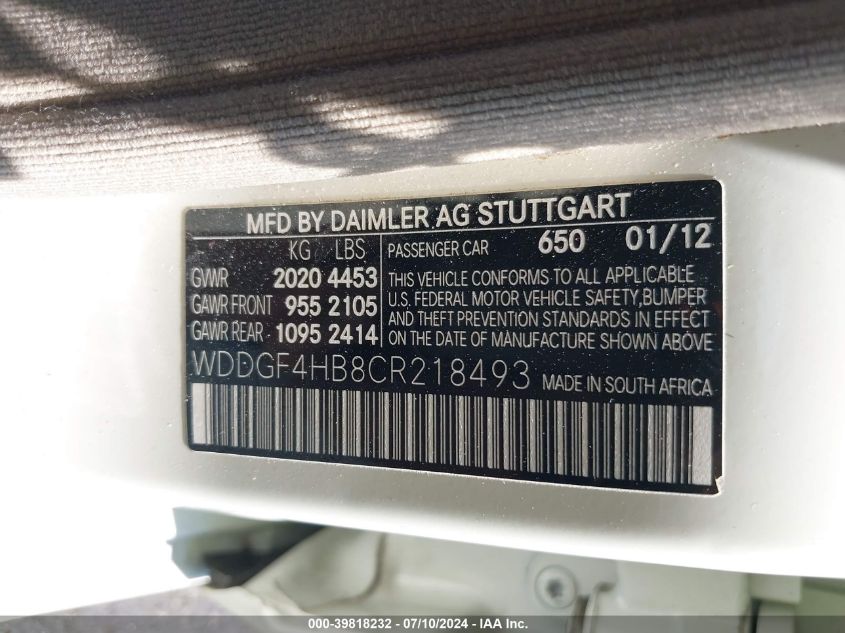 MFD BY DAIMLER AG STUTTGART
KG LBS
GVWR 2020 4453
GAWR FRONT 955 2105
GAWR REAR 1095 2414
PASSENGER CAR 650 01/12
THIS VEHICLE CONFORMS TO ALL APPLICABLE
U.S. FEDERAL MOTOR VEHICLE SAFETY,BUMPER
AND THEFT PREVENTION STANDARDS IN EFFECT
ON THE DATE OF MANUFACTURE SHOWN ABOVE.
WDDGF4HB8CR218493 MADE IN SOUTH AFRICA
000-39818232 - 07/10/2024 - IAA Inc.